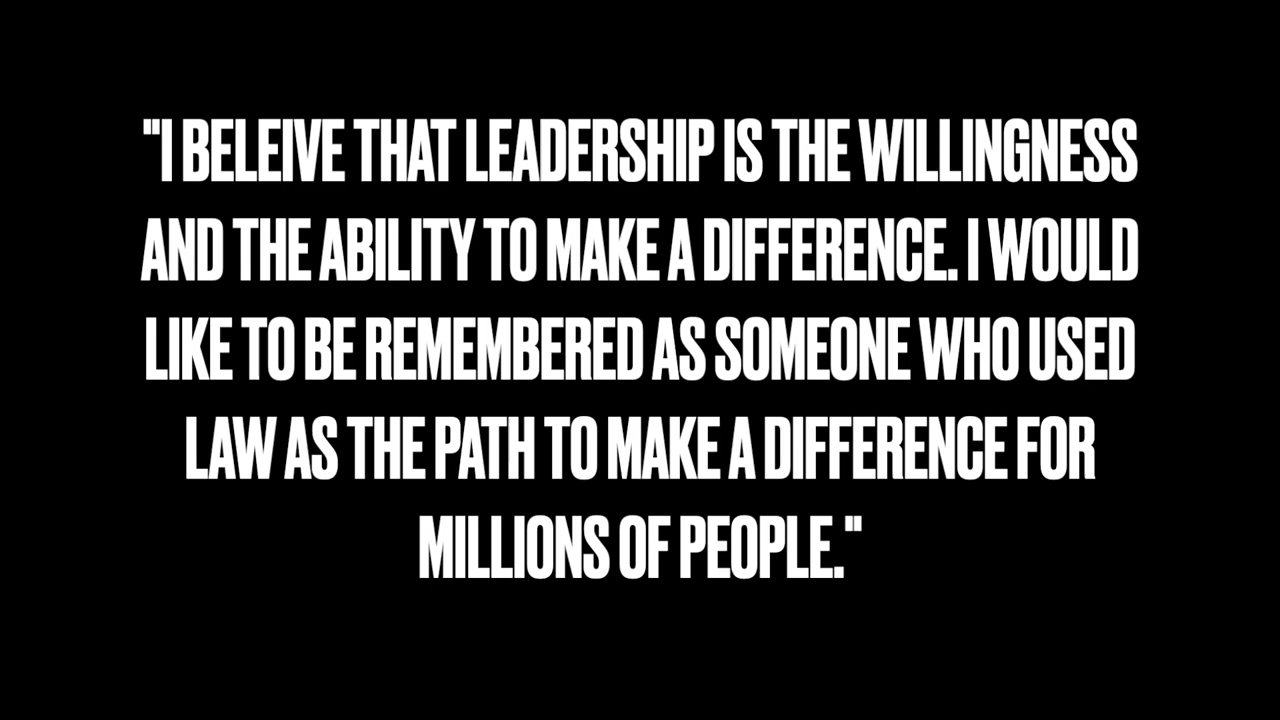 "I BELEIVE THAT LEADERSHIP IS THE WILLINGNESS
AND THE ABILITY TO MAKE A DIFFERENCE. I WOULD
LIKE TO BE REMEMBERED AS SOMEONE WHO USED
LAW AS THE PATH TO MAKE A DIFFERENCE FOR
MILLIONS OF PEOPLE."